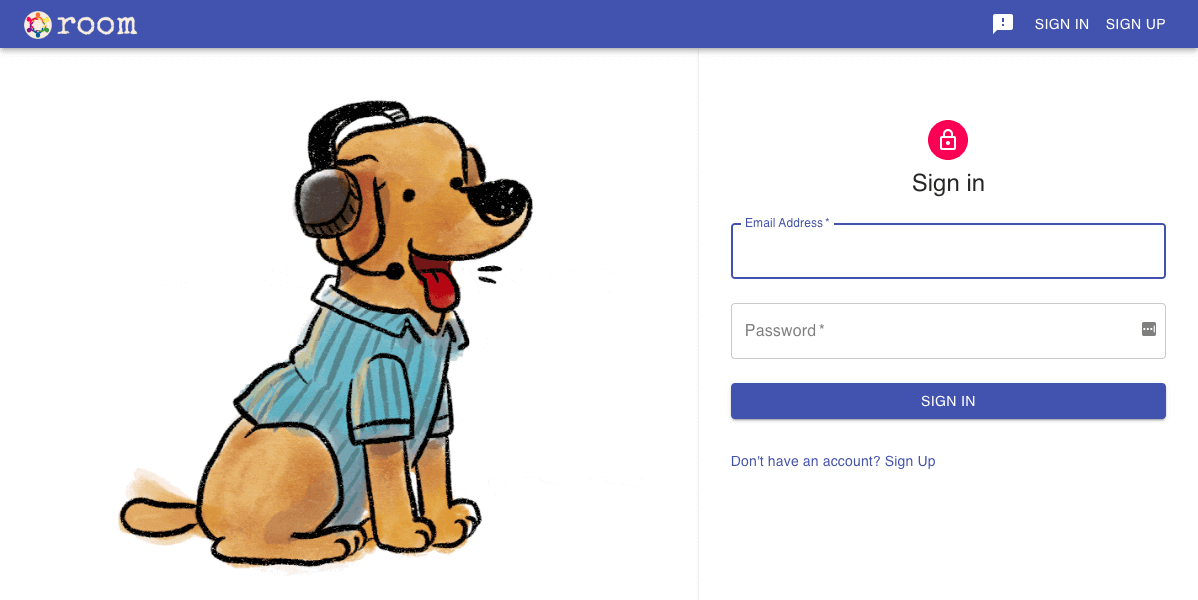 room
SIGN IN SIGN UP
Sign in
Email Address *
Password *
SIGN IN
Don't have an account? Sign Up